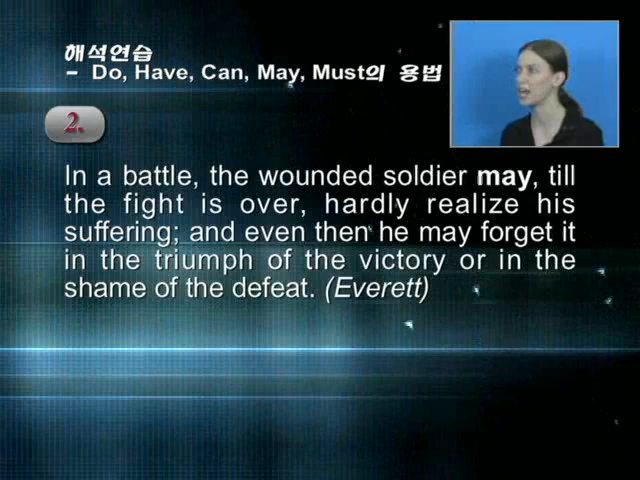 해석연습
- Do, Have, Can, May, Must의 용법
2.
In a battle, the wounded soldier may, till
the fight is over, hardly realize his
suffering; and even then he may forget it
in the triumph of the victory or in the
shame of the defeat. (Everett)